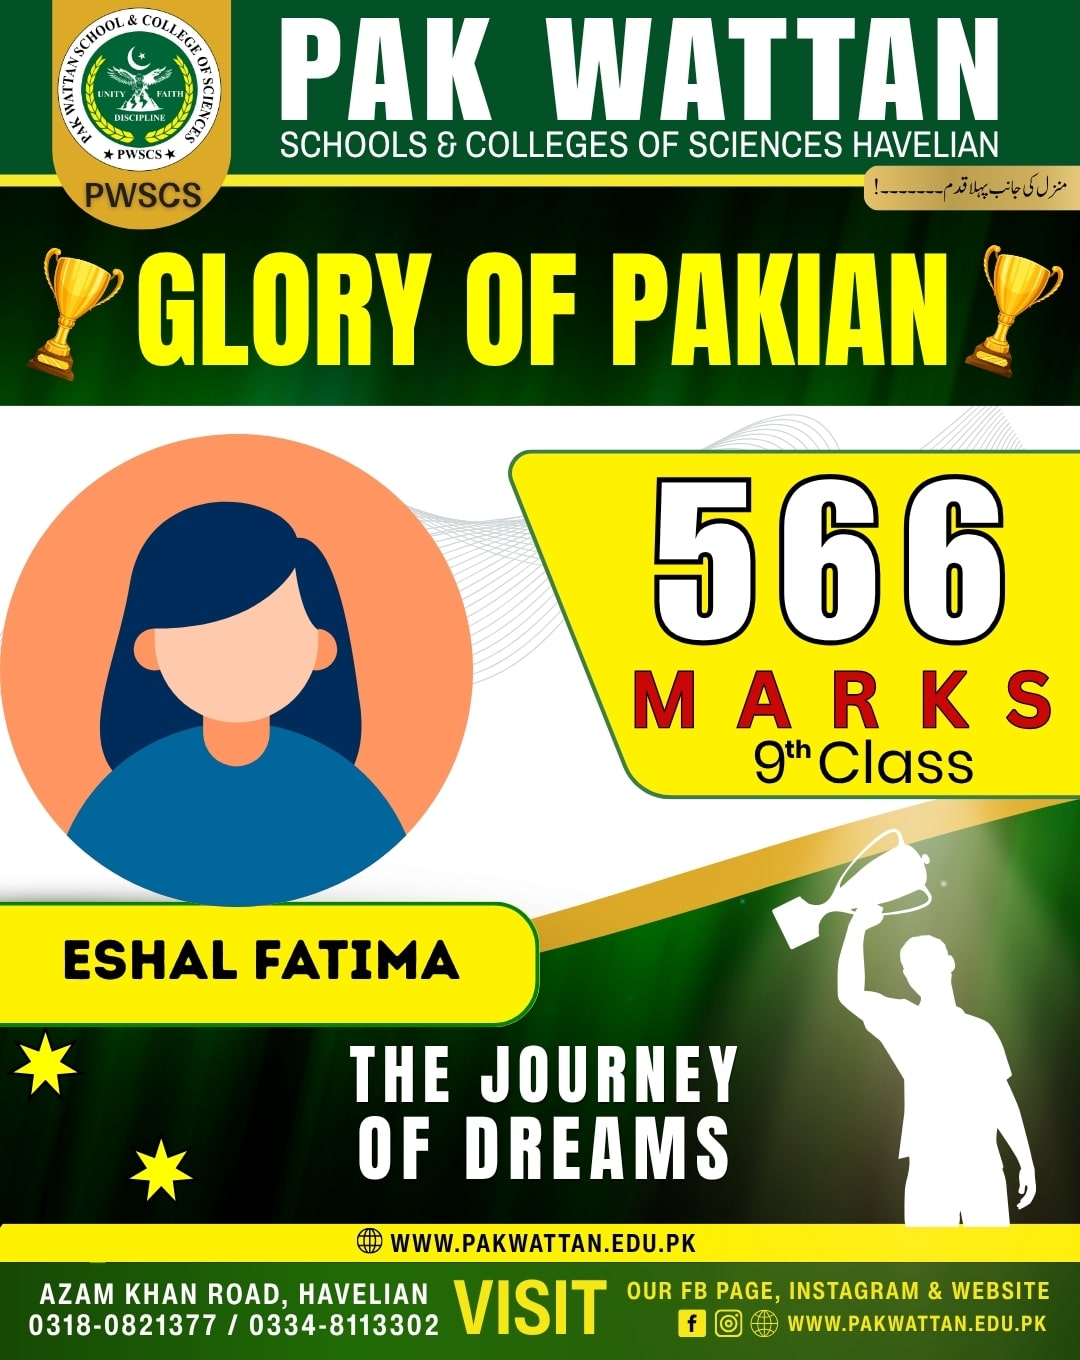 PAK WATTAN SCHOOL & COLLEGE OF SCIENCES
UNITY FAITH
DISCIPLINE
★ PWSCS ★
PWSCS
PAK WATTAN
SCHOOLS & COLLEGES OF SCIENCES HAVELIAN
منزل کی جانب پہلا قدم-------!
GLORY OF PAKIAN
566
MARKS
9th Class
ESHAL FATIMA
THE JOURNEY
OF DREAMS
WWW.PAKWATTAN.EDU.PK
AZAM KHAN ROAD, HAVELIAN
0318-0821377 / 0334-8113302
VISIT
OUR FB PAGE, INSTAGRAM & WEBSITE
WWW.PAKWATTAN.EDU.PK